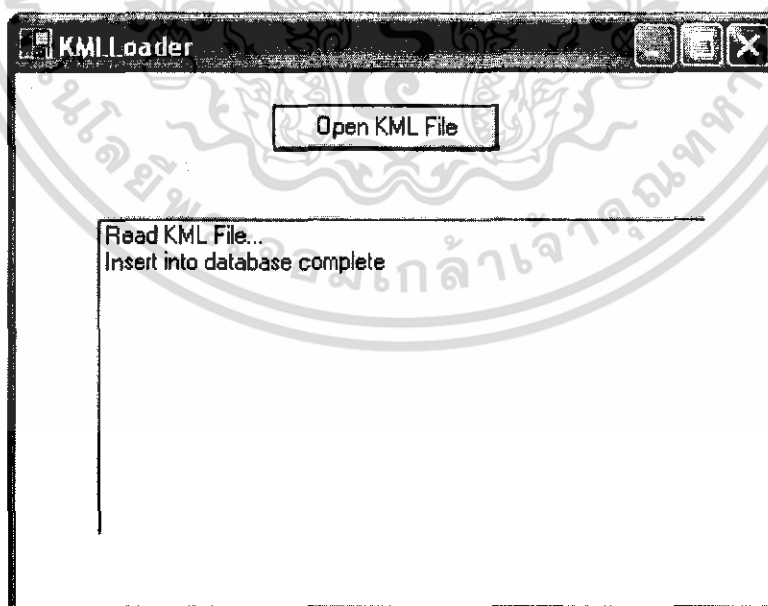 KMLLoader
Open KML File
Read KML File...
Insert into database complete